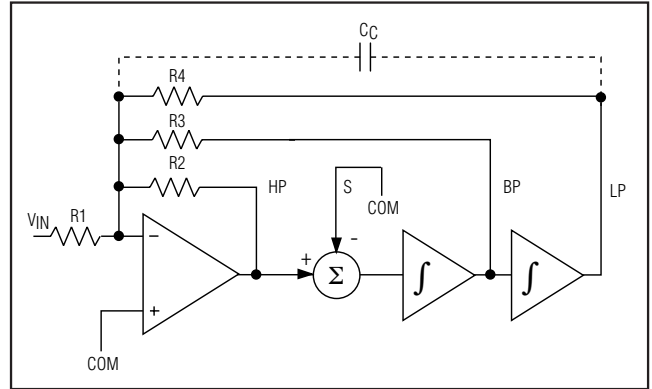 CC
R4
R3
R2
HP
S
COM
BP
LP
VIN
R1
−
+
−
+
Σ
∫
∫
COM